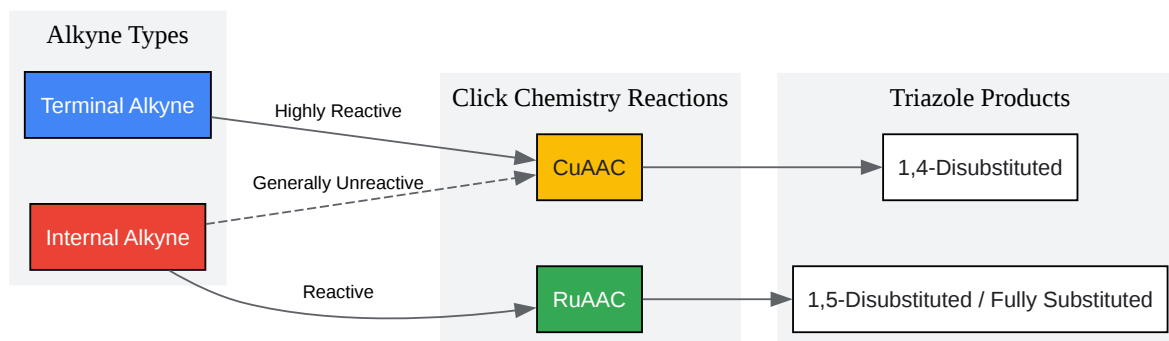 Alkyne Types
Terminal Alkyne
Internal Alkyne
Highly Reactive
Generally Unreactive
Reactive
Click Chemistry Reactions
CuAAC
RuAAC
Triazole Products
1,4-Disubstituted
1,5-Disubstituted / Fully Substituted